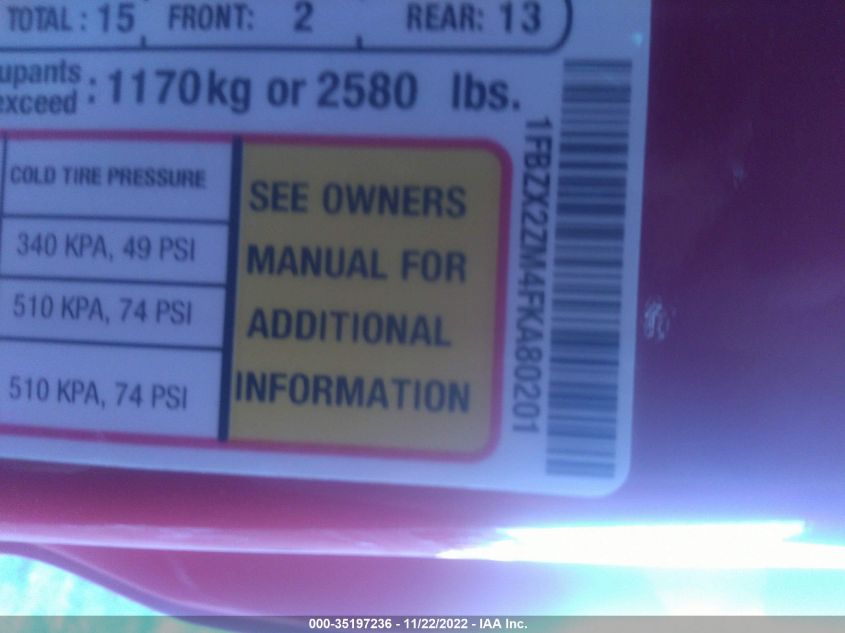 TOTAL : 15 FRONT: 2 REAR: 13
upants
exceed : 1170kg or 2580 lbs.
COLD TIRE PRESSURE
340 KPA, 49 PSI
510 KPA, 74 PSI
510 KPA, 74 PSI
SEE OWNERS
MANUAL FOR
ADDITIONAL
INFORMATION
1FBZX2ZM4FKA80201
000-35197236 - 11/22/2022 - IAA Inc.